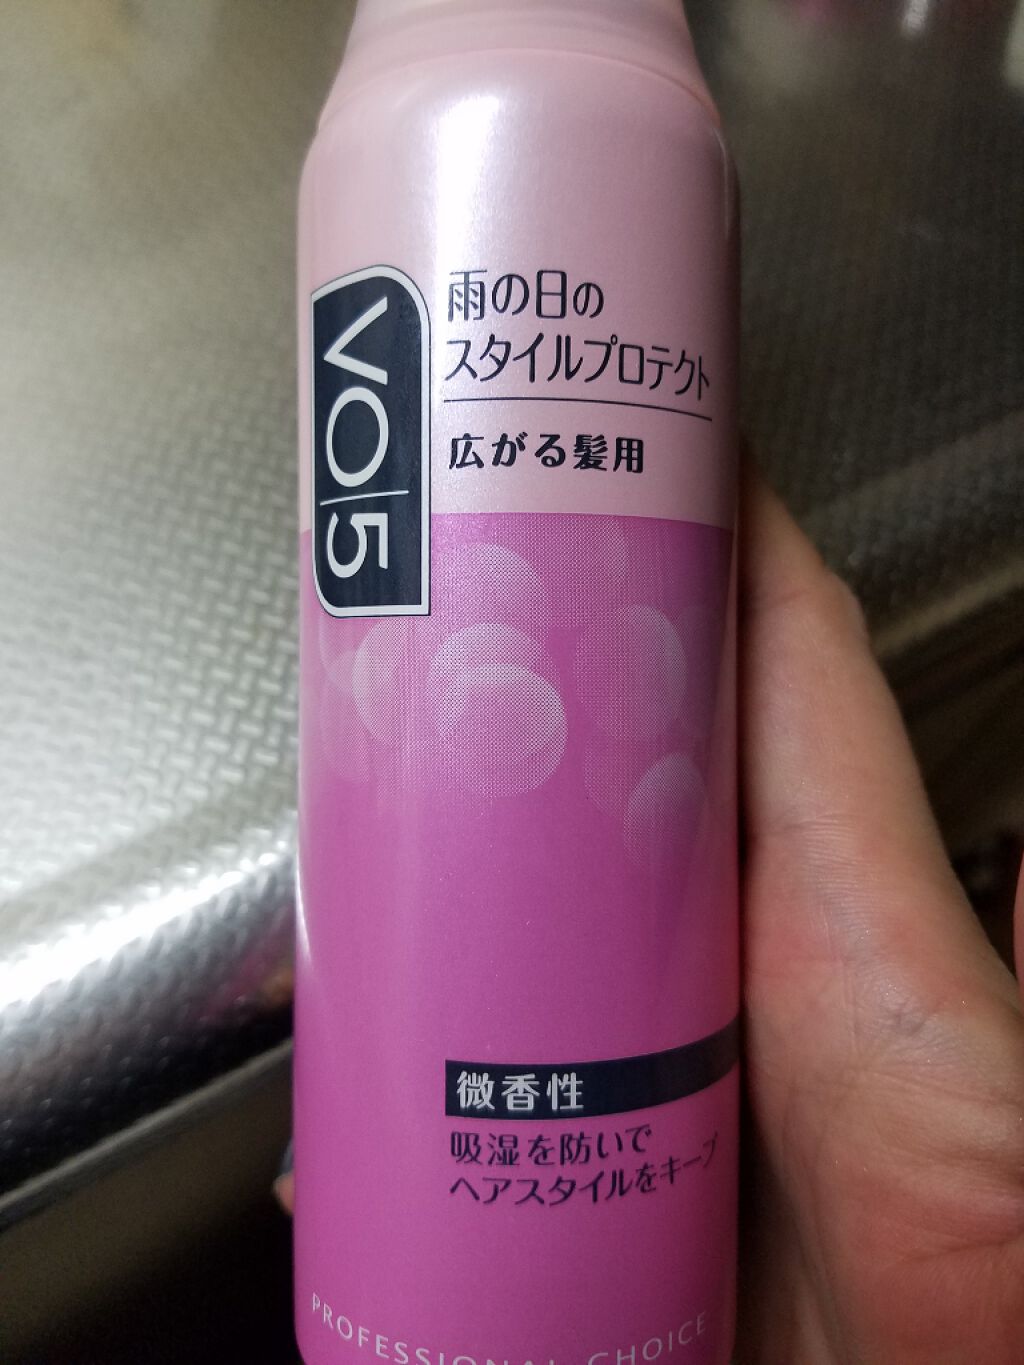 VO5
雨の日の
スタイルプロテクト
広がる髪用
微香性
吸湿を防いで
ヘアスタイルをキープ
PROFESSIONAL CHOICE